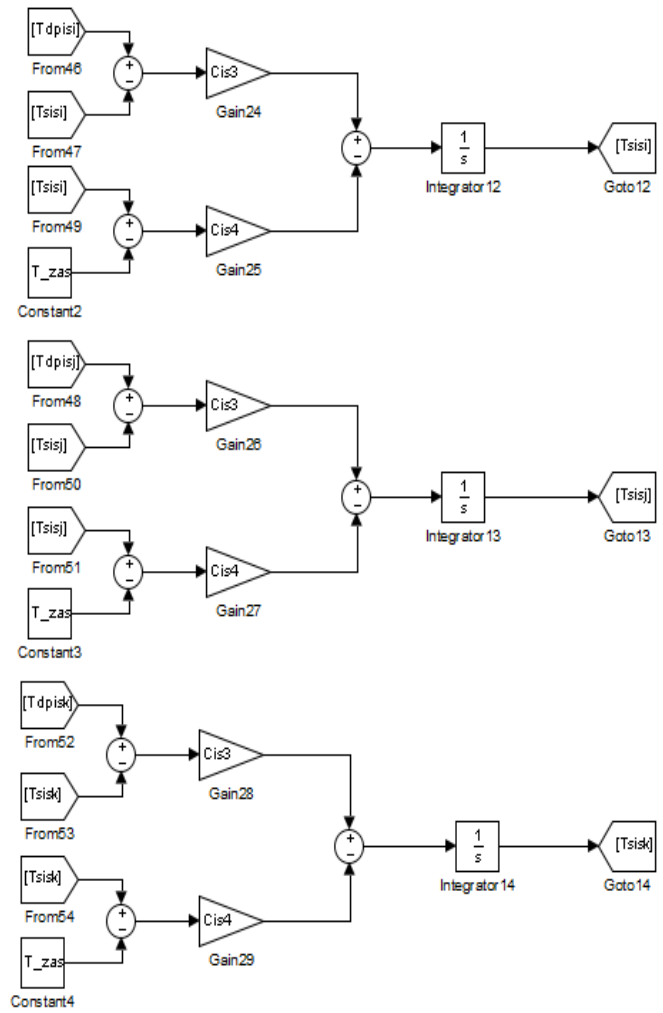 [Tdpisi]
From46
+
−
Cis3
Gain24
[Tsisi]
From47
+
−
1
s
Integrator12
[Tsisi]
Goto12
[Tsisi]
From49
+
−
Cis4
Gain25
T_zas
Constant2
[Tdpisj]
From48
+
−
Cis3
Gain26
[Tsisj]
From50
+
−
1
s
Integrator13
[Tsisj]
Goto13
[Tsisj]
From51
+
−
Cis4
Gain27
T_zas
Constant3
[Tdpisk]
From52
+
−
Cis3
Gain28
[Tsisk]
From53
+
−
1
s
Integrator14
[Tsisk]
Goto14
[Tsisk]
From54
+
−
Cis4
Gain29
T_zas
Constant4